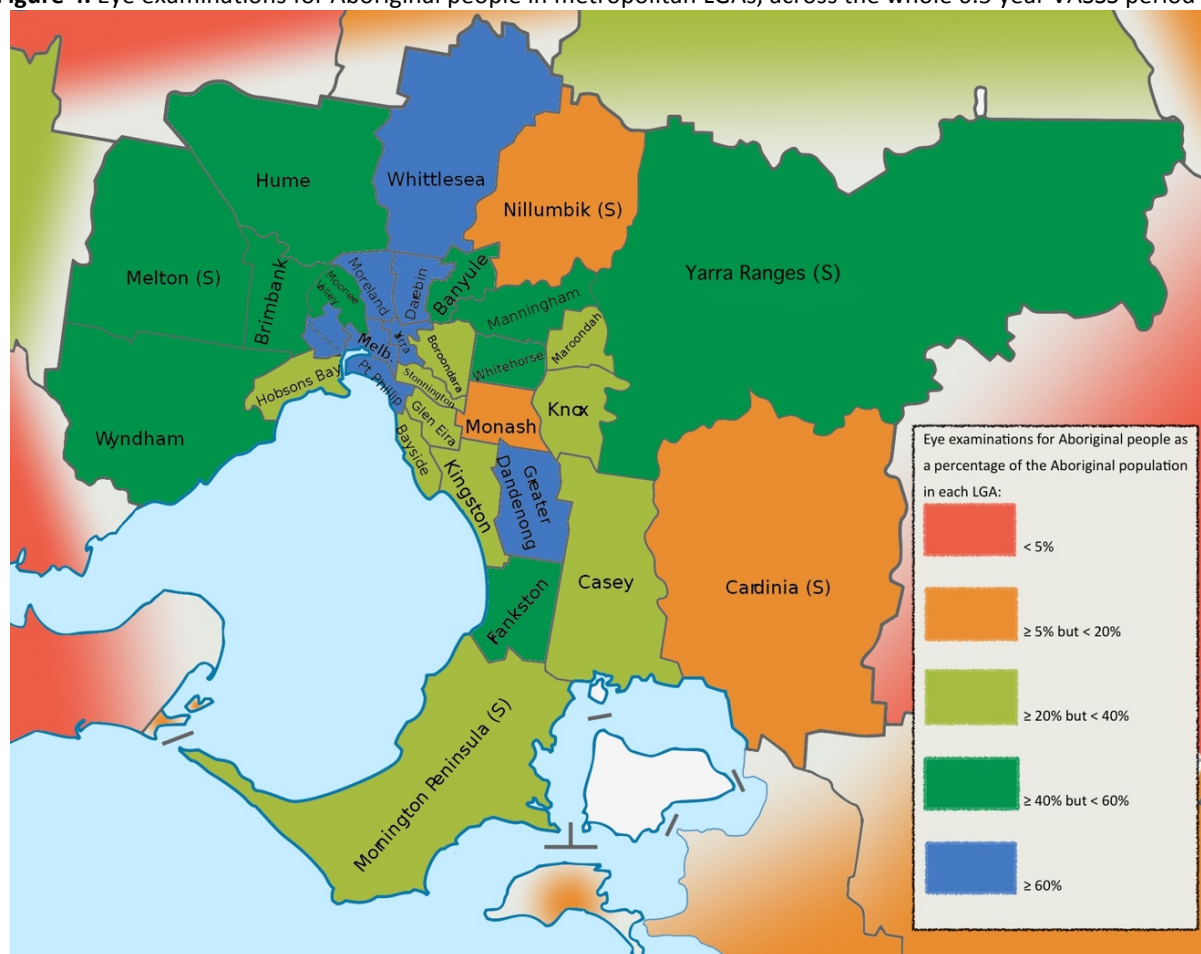 Figure 4. Eye examinations for Aboriginal people in metropolitan LGAs, across the whole 6.5 year VASSS period
Hume
Whittlesea
Nillumbik (S)
Melton (S)
Brimbank
Moonee
Valley
Moreland
Darebin
Banyule
Yarra Ranges (S)
Manningham
Maroondah
Melb.
Yarra
Boroondara
Whitehorse
Hobsons Bay
Pt Phillip
Stonnington
Glen Eira
Monash
Knox
Wyndham
Bayside
Kingston
Greater
Dandenong
Casey
Cardinia (S)
Frankston
Mornington Peninsula (S)
Eye examinations for Aboriginal people as
a percentage of the Aboriginal population
in each LGA:
< 5%
≥ 5% but < 20%
≥ 20% but < 40%
≥ 40% but < 60%
≥ 60%